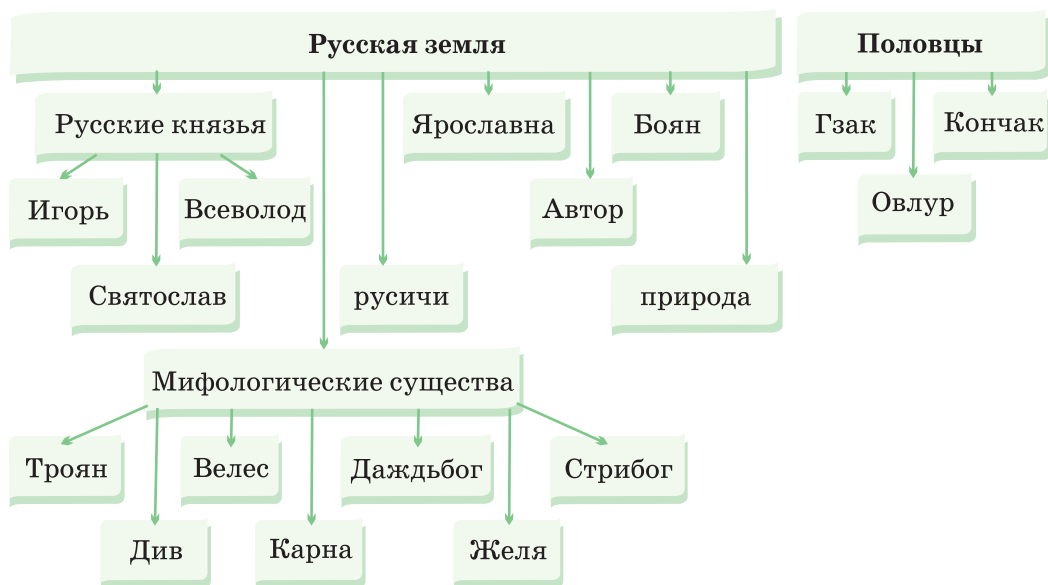 Русская земля
Половцы
Русские князья
Ярославна
Боян
Гзак
Кончак
Игорь
Всеволод
Автор
Овлур
Святослав
русичи
природа
Мифологические существа
Троян
Велес
Даждьбог
Стрибог
Див
Карна
Желя